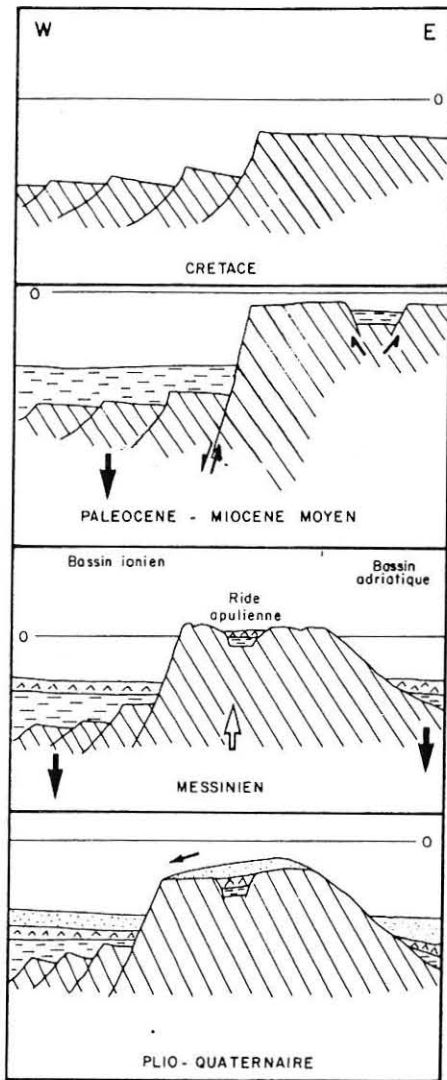 W E
0
CRETACE
0
PALEOCENE - MIOCENE MOYEN
Bassin ionien
Bassin
adriatique
Ride
apulienne
0
MESSINIEN
0
PLIO - QUATERNAIRE